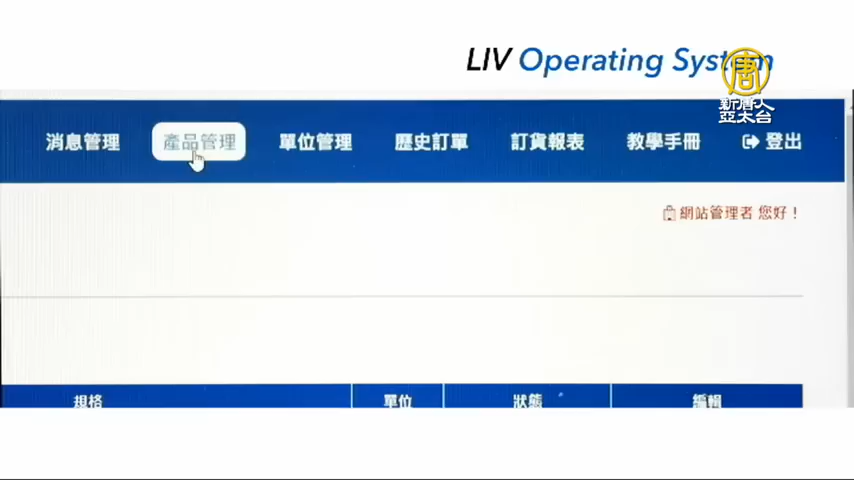 LIV Operating System
唐
新唐人
亞太台
消息管理 產品管理 單位管理 歷史訂單 訂貨報表 教學手冊 登出
網站管理者 您好！
規格 單位 狀態 編輯